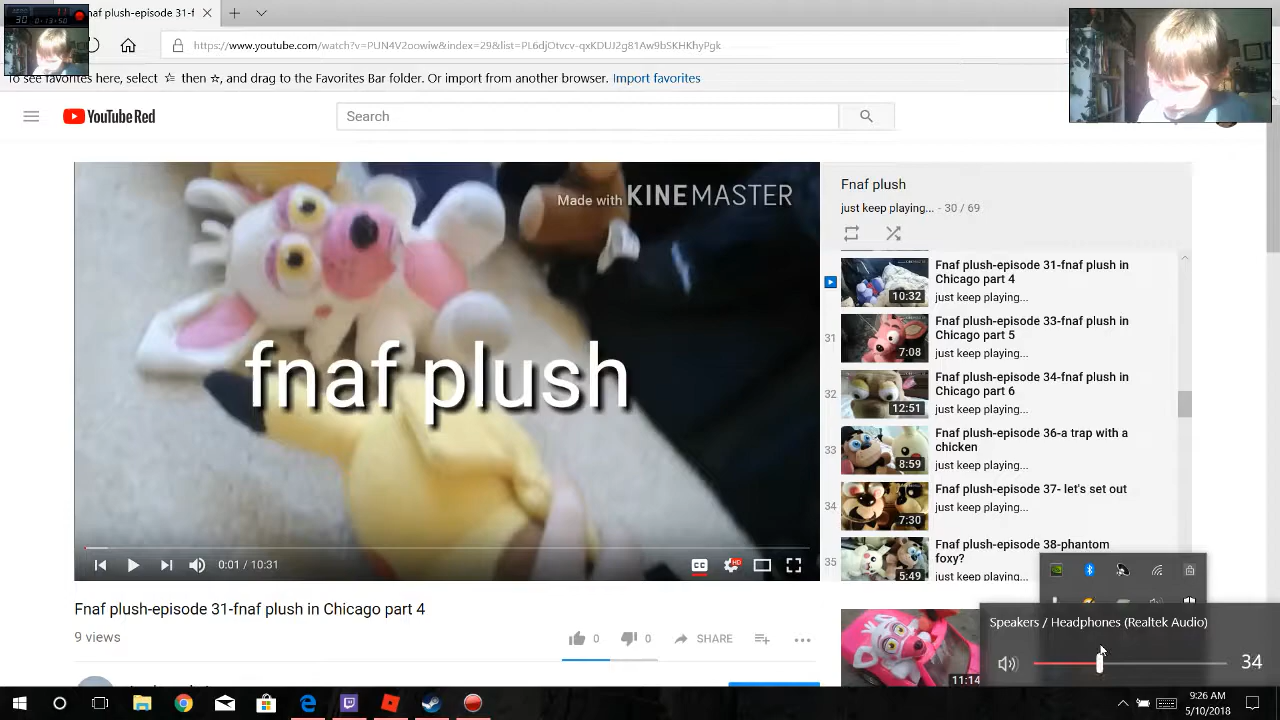 30 0:13:50
fnaf plush-episode
https://www.youtube.com/watch?v=
To see favorites here, select ☆ then ☆, and drag to the Favorites Bar folder. Or import from another browser. Import favorites
YouTube Red
Search
Made with KINEMASTER
fnaf plush
0:01 / 10:31
CC
HD
Fnaf plush-episode 31-fnaf plush in Chicago part 4
9 views
0
0
SHARE
Fnaf plush
just keep playing... - 30 / 69
Fnaf plush-episode 31-fnaf plush in
Chicago part 4
just keep playing...
10:32
31
Fnaf plush-episode 33-fnaf plush in
Chicago part 5
just keep playing...
7:08
32
Fnaf plush-episode 34-fnaf plush in
Chicago part 6
just keep playing...
12:51
33
Fnaf plush-episode 36-a trap with a
chicken
just keep playing...
8:59
34
Fnaf plush-episode 37- let's set out
just keep playing...
7:30
35
Fnaf plush-episode 38-phantom
foxy?
just keep playing...
5:49
11:14
Speakers / Headphones (Realtek Audio)
34
9:26 AM
5/10/2018